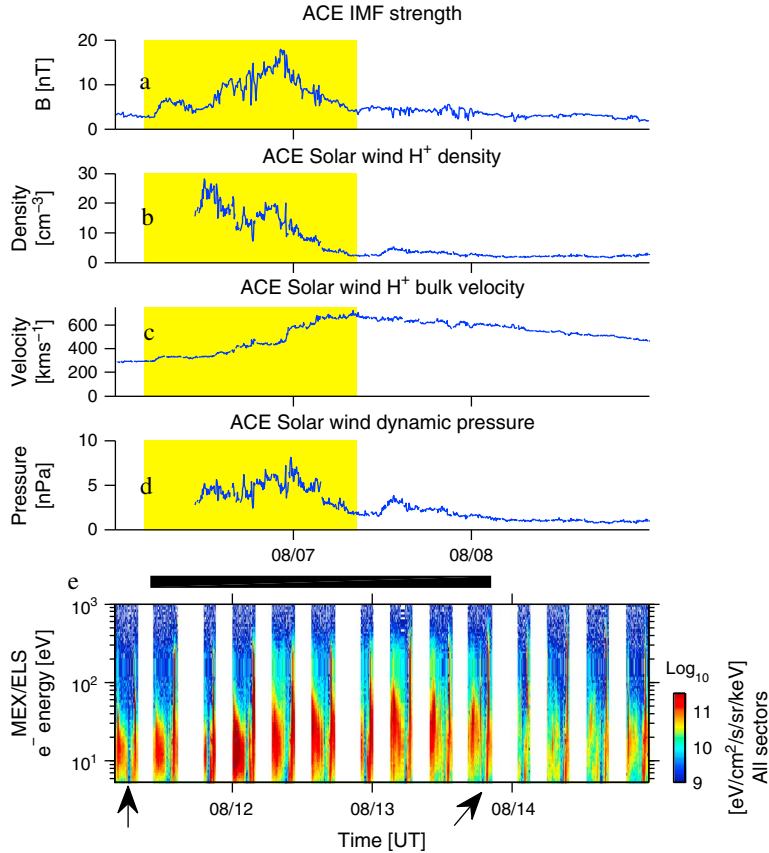 ACE IMF strength
20
10
0
B [nT]
a
ACE Solar wind H⁺ density
30
20
10
0
Density
[cm⁻³]
b
ACE Solar wind H⁺ bulk velocity
600
400
200
0
Velocity
[kms⁻¹]
c
ACE Solar wind dynamic pressure
10
5
0
Pressure
[nPa]
d
08/07
08/08
e
10³
10²
10¹
MEX/ELS
e⁻ energy [eV]
08/12
08/13
08/14
Time [UT]
Log₁₀
11
10
9
[eV/cm²/s/sr/keV]
All sectors